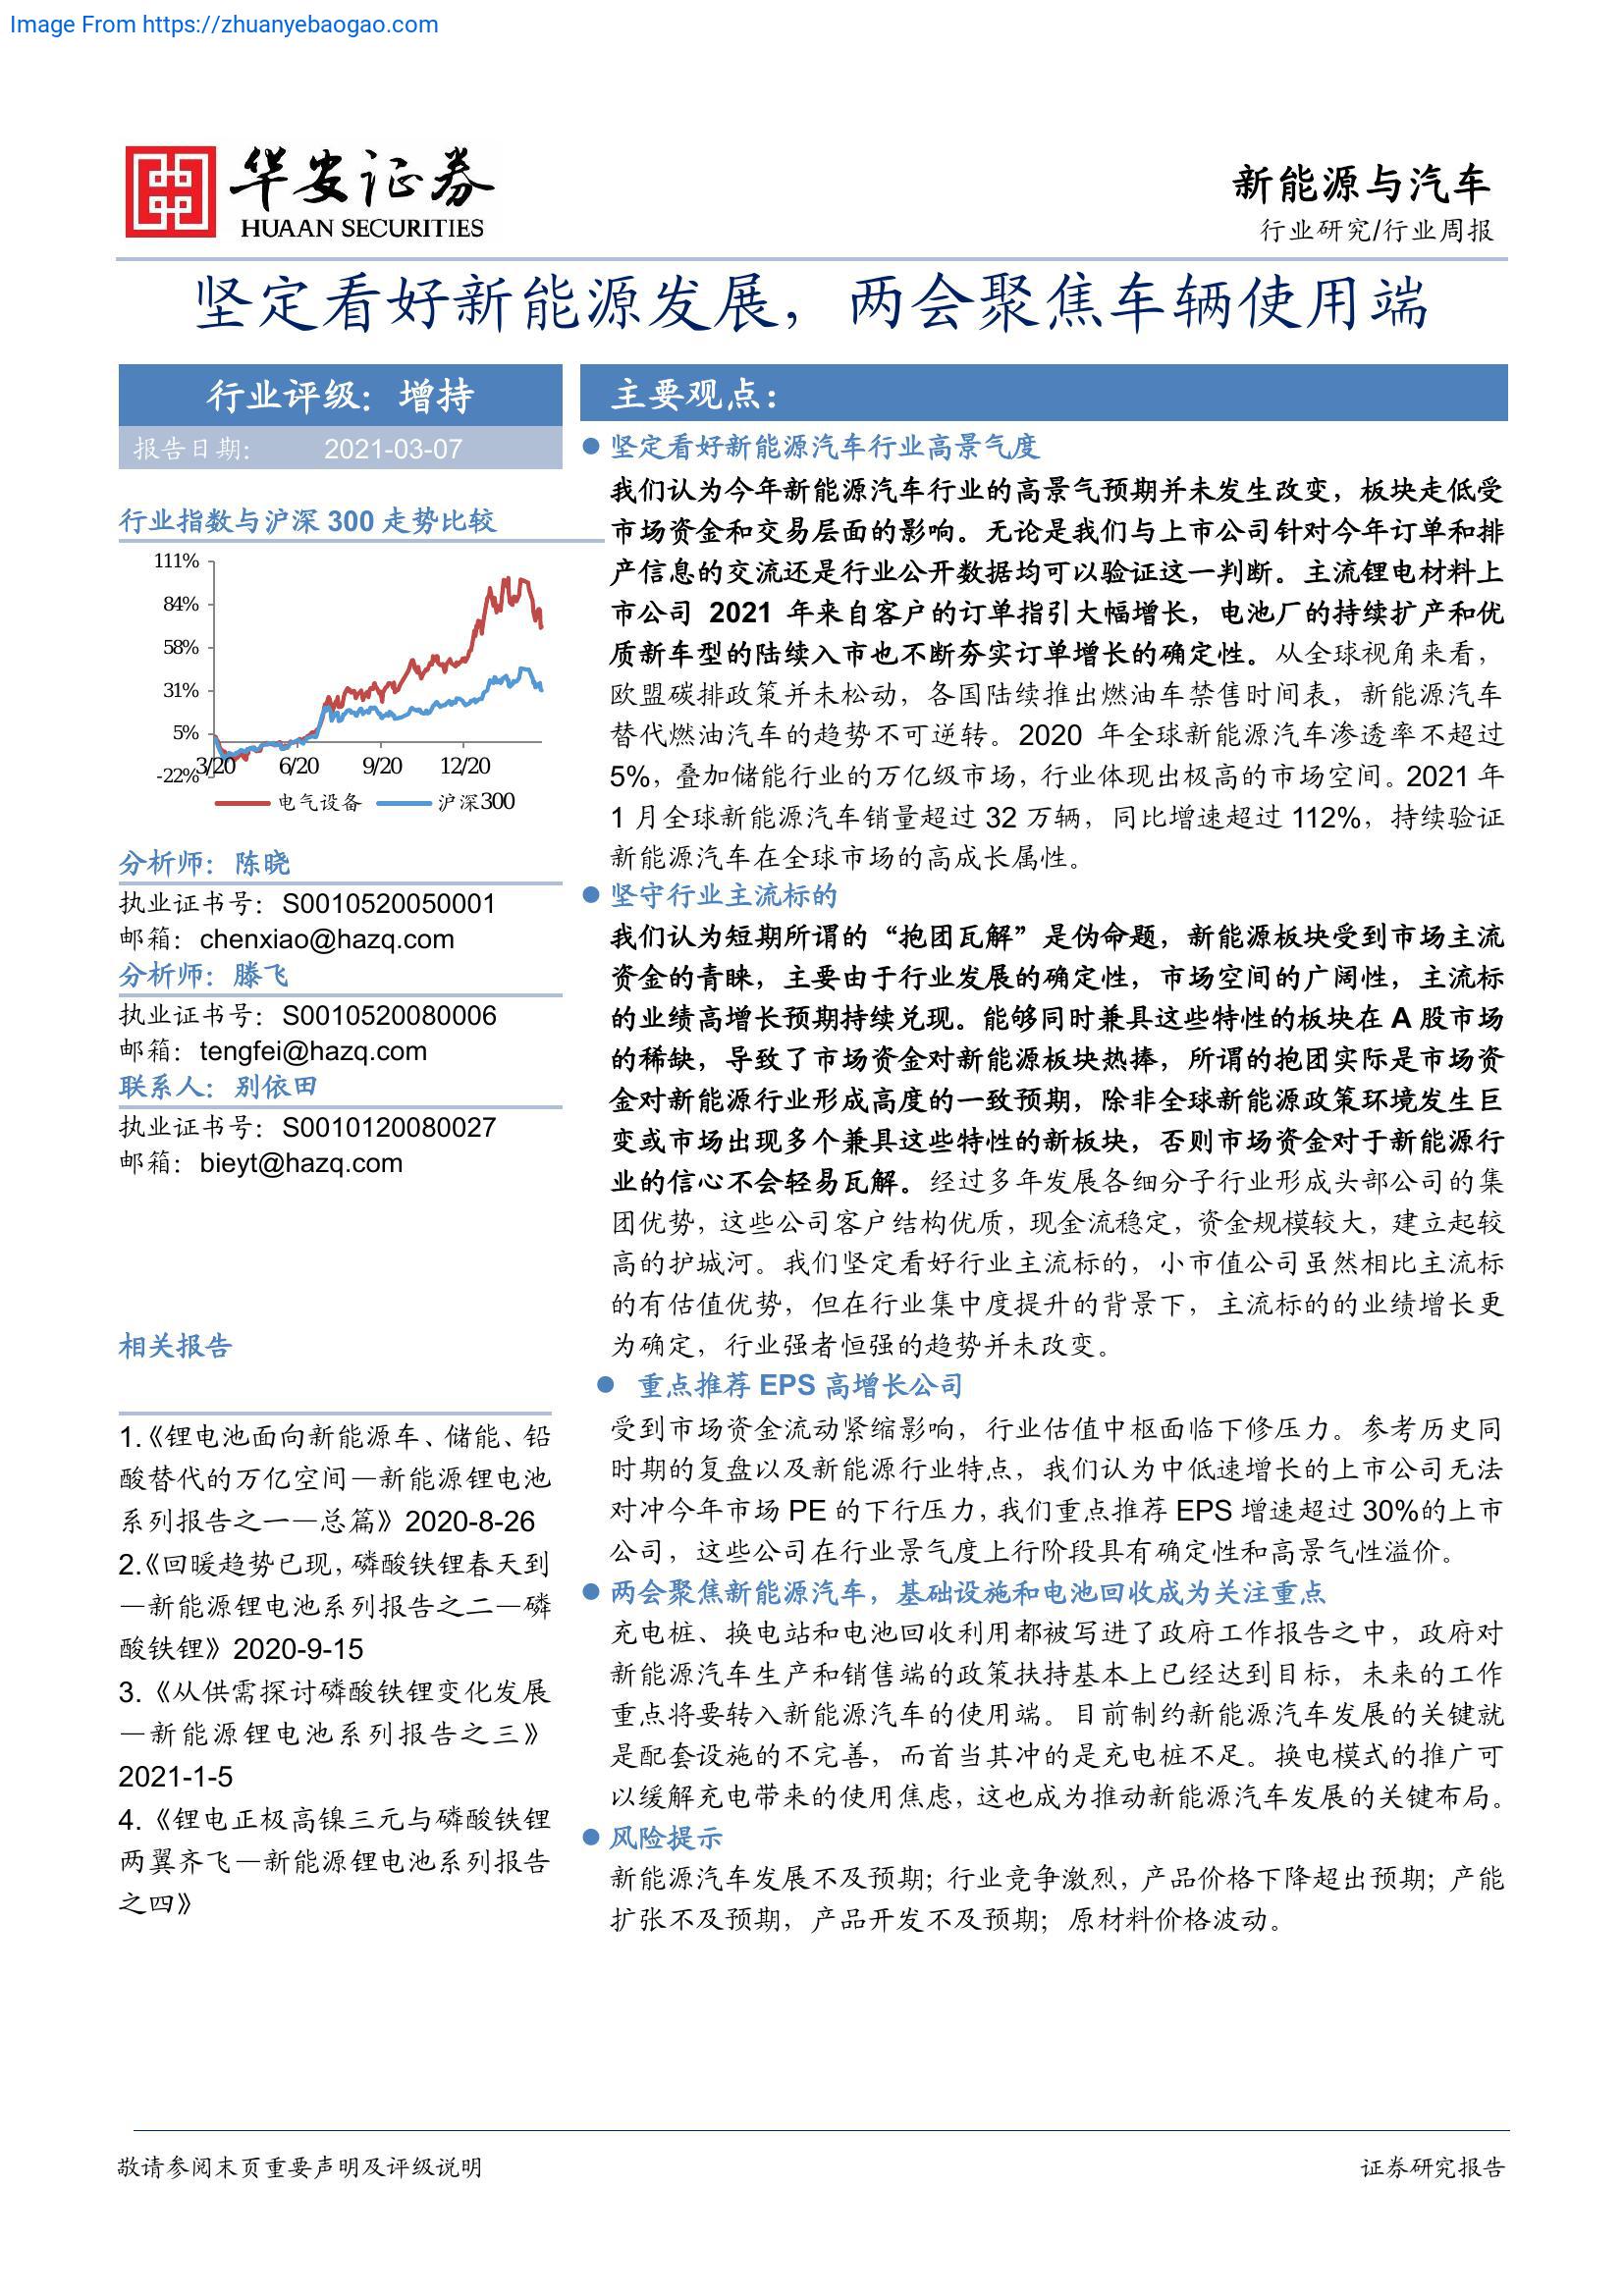 Image From https://zhuanyebaogao.com
华安证券
HUAAN SECURITIES
新能源与汽车
行业研究/行业周报
坚定看好新能源发展，两会聚焦车辆使用端
行业评级：增持
报告日期： 2021-03-07
行业指数与沪深 300 走势比较
111%
84%
58%
31%
5%
-22%
3/20 6/20 9/20 12/20
电气设备 沪深300
分析师：陈晓
执业证书号：S0010520050001
邮箱：chenxiao@hazq.com
分析师：滕飞
执业证书号：S0010520080006
邮箱：tengfei@hazq.com
联系人：别依田
执业证书号：S0010120080027
邮箱：bieyt@hazq.com
相关报告
1.《锂电池面向新能源车、储能、铅
酸替代的万亿空间—新能源锂电池
系列报告之一—总篇》2020-8-26
2.《回暖趋势已现，磷酸铁锂春天到
—新能源锂电池系列报告之二—磷
酸铁锂》2020-9-15
3.《从供需探讨磷酸铁锂变化发展
—新能源锂电池系列报告之三》
2021-1-5
4.《锂电正极高镍三元与磷酸铁锂
两翼齐飞—新能源锂电池系列报告
之四》
主要观点：
坚定看好新能源汽车行业高景气度
我们认为今年新能源汽车行业的高景气预期并未发生改变，板块走低受
市场资金和交易层面的影响。无论是我们与上市公司针对今年订单和排
产信息的交流还是行业公开数据均可以验证这一判断。主流锂电材料上
市公司 2021 年来自客户的订单指引大幅增长，电池厂的持续扩产和优
质新车型的陆续入市也不断夯实订单增长的确定性。从全球视角来看，
欧盟碳排政策并未松动，各国陆续推出燃油车禁售时间表，新能源汽车
替代燃油汽车的趋势不可逆转。2020 年全球新能源汽车渗透率不超过
5%，叠加储能行业的万亿级市场，行业体现出极高的市场空间。2021 年
1 月全球新能源汽车销量超过 32 万辆，同比增速超过 112%，持续验证
新能源汽车在全球市场的高成长属性。
坚守行业主流标的
我们认为短期所谓的“抱团瓦解”是伪命题，新能源板块受到市场主流
资金的青睐，主要由于行业发展的确定性，市场空间的广阔性，主流标
的业绩高增长预期持续兑现。能够同时兼具这些特性的板块在 A 股市场
的稀缺，导致了市场资金对新能源板块热捧，所谓的抱团实际是市场资
金对新能源行业形成高度的一致预期，除非全球新能源政策环境发生巨
变或市场出现多个兼具这些特性的新板块，否则市场资金对于新能源行
业的信心不会轻易瓦解。经过多年发展各细分子行业形成头部公司的集
团优势，这些公司客户结构优质，现金流稳定，资金规模较大，建立起较
高的护城河。我们坚定看好行业主流标的，小市值公司虽然相比主流标
的有估值优势，但在行业集中度提升的背景下，主流标的的业绩增长更
为确定，行业强者恒强的趋势并未改变。
重点推荐 EPS 高增长公司
受到市场资金流动紧缩影响，行业估值中枢面临下修压力。参考历史同
时期的复盘以及新能源行业特点，我们认为中低速增长的上市公司无法
对冲今年市场 PE 的下行压力，我们重点推荐 EPS 增速超过 30%的上市
公司，这些公司在行业景气度上行阶段具有确定性和高景气性溢价。
两会聚焦新能源汽车，基础设施和电池回收成为关注重点
充电桩、换电站和电池回收利用都被写进了政府工作报告之中，政府对
新能源汽车生产和销售端的政策扶持基本上已经达到目标，未来的工作
重点将要转入新能源汽车的使用端。目前制约新能源汽车发展的关键就
是配套设施的不完善，而首当其冲的是充电桩不足。换电模式的推广可
以缓解充电带来的使用焦虑，这也成为推动新能源汽车发展的关键布局。
风险提示
新能源汽车发展不及预期；行业竞争激烈，产品价格下降超出预期；产能
扩张不及预期，产品开发不及预期；原材料价格波动。
敬请参阅末页重要声明及评级说明
证券研究报告